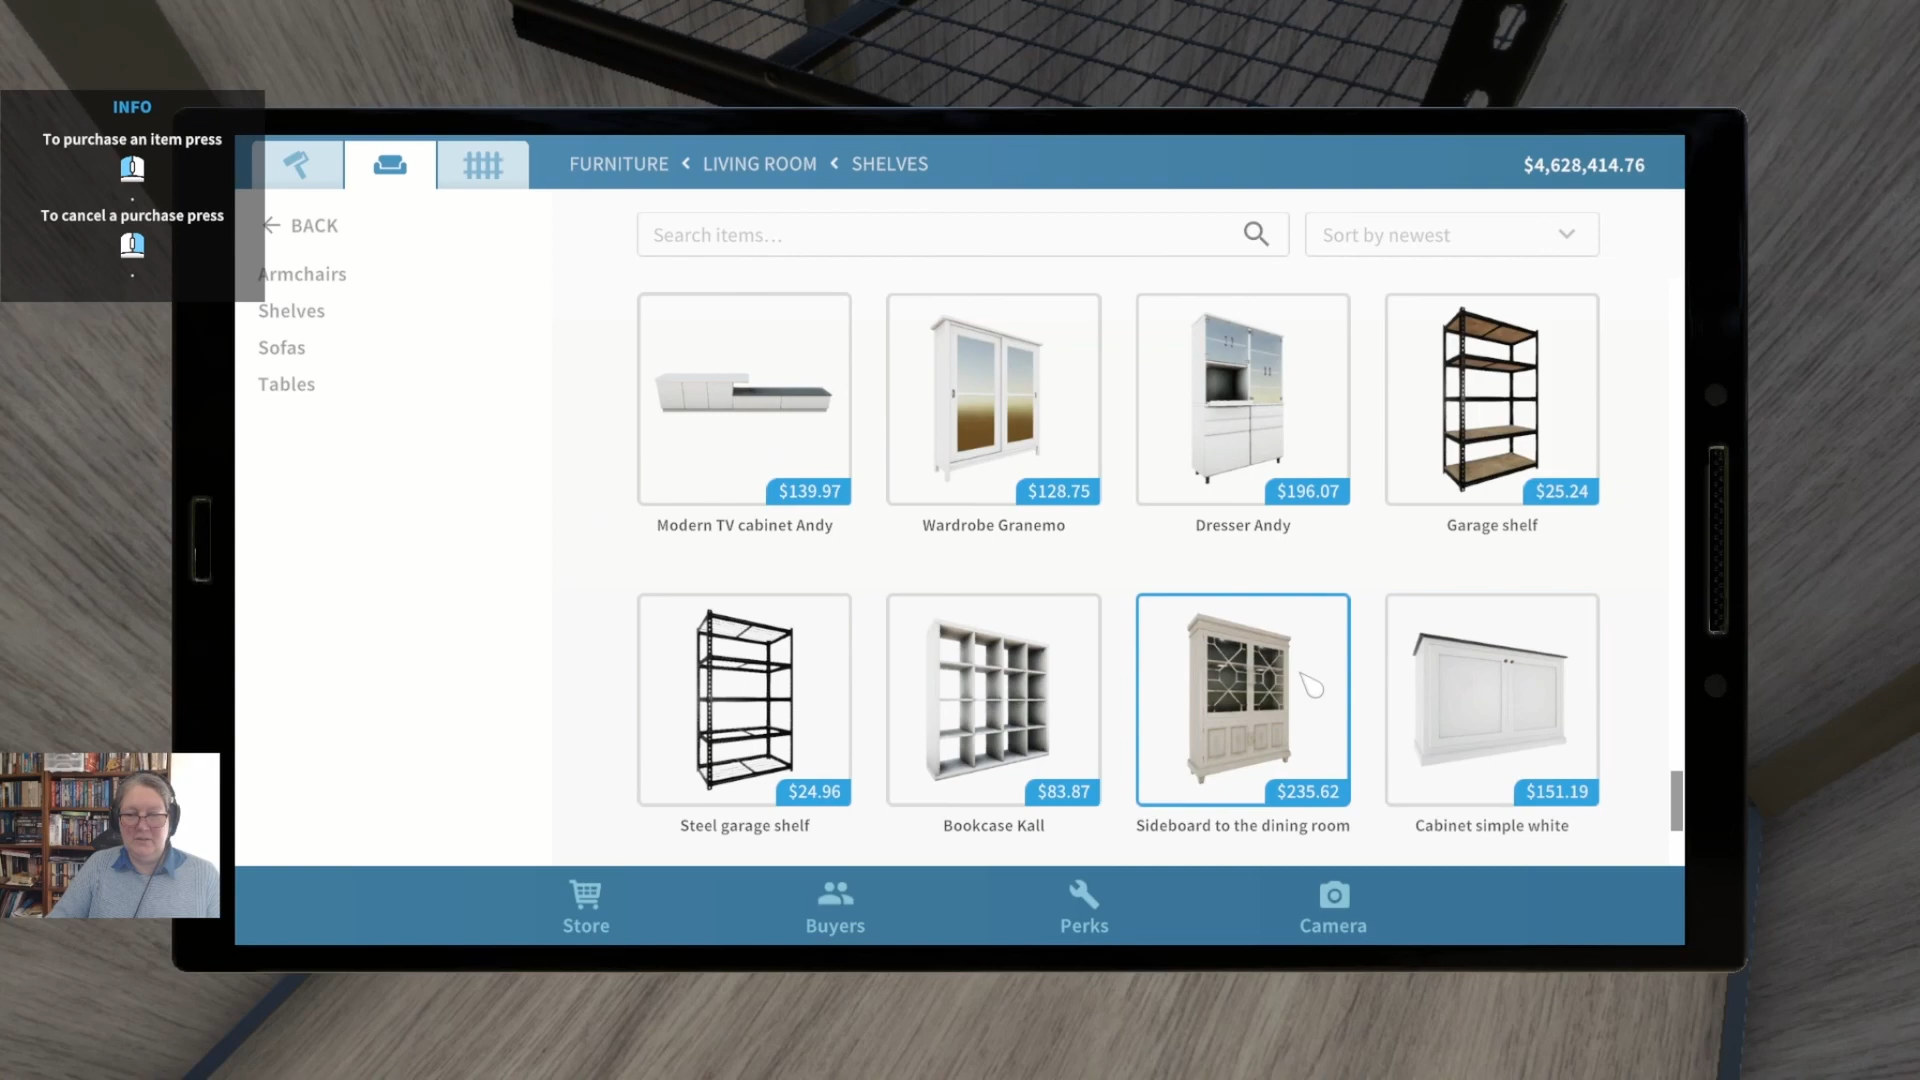 INFO
To purchase an item press
.
To cancel a purchase press
.
FURNITURE < LIVING ROOM < SHELVES
$4,628,414.76
← BACK
Armchairs
Shelves
Sofas
Tables
Search items...
Sort by newest
$139.97
$128.75
$196.07
$25.24
Modern TV cabinet Andy
Wardrobe Granemo
Dresser Andy
Garage shelf
$24.96
$83.87
$235.62
$151.19
Steel garage shelf
Bookcase Kall
Sideboard to the dining room
Cabinet simple white
Store
Buyers
Perks
Camera